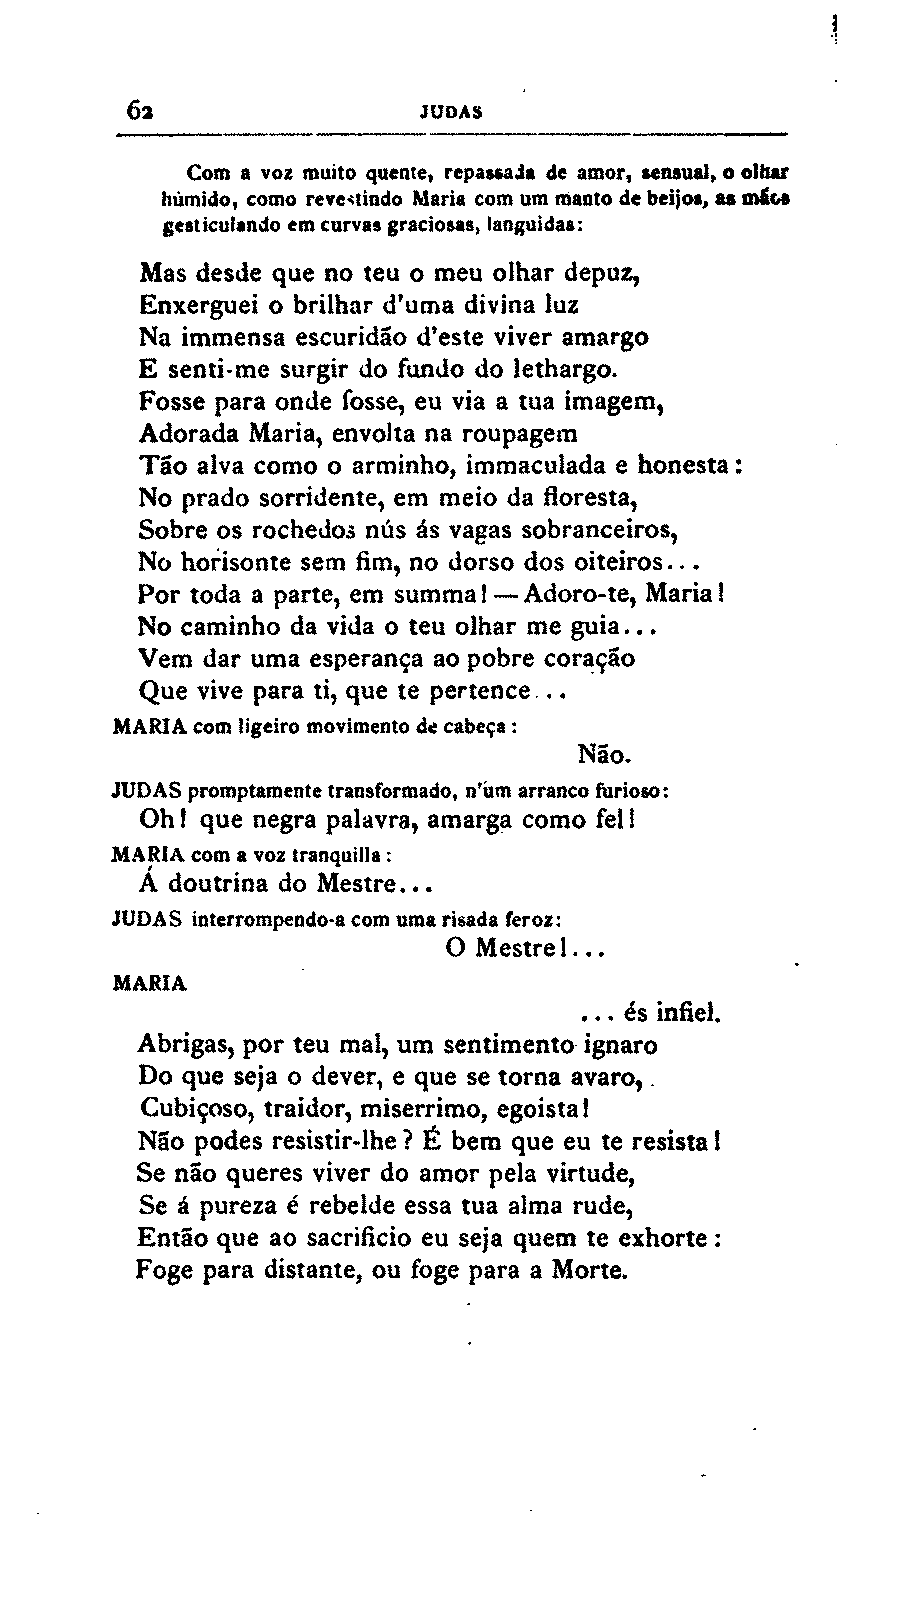 62 JUDAS
Com a voz muito quente, repassada de amor, sensual, o olhar
húmido, como revestindo Maria com um manto de beijos, as mãos
gesticulando em curvas graciosas, languidas:
Mas desde que no teu o meu olhar depuz,
Enxerguei o brilhar d'uma divina luz
Na immensa escuridão d'este viver amargo
E senti-me surgir do fundo do lethargo.
Fosse para onde fosse, eu via a tua imagem,
Adorada Maria, envolta na roupagem
Tão alva como o arminho, immaculada e honesta:
No prado sorridente, em meio da floresta,
Sobre os rochedos nús ás vagas sobranceiros,
No horisonte sem fim, no dorso dos oiteiros...
Por toda a parte, em summa! — Adoro-te, Maria!
No caminho da vida o teu olhar me guia...
Vem dar uma esperança ao pobre coração
Que vive para ti, que te pertence...
MARIA com ligeiro movimento de cabeça:
Não.
JUDAS promptamente transformado, n'um arranco furioso:
Oh! que negra palavra, amarga como fel!
MARIA com a voz tranquilla:
Á doutrina do Mestre...
JUDAS interrompendo-a com uma risada feroz:
O Mestre!...
MARIA
... és infiel.
Abrigas, por teu mal, um sentimento ignaro
Do que seja o dever, e que se torna avaro,
Cubiçoso, traidor, miserrimo, egoista!
Não podes resistir-lhe? É bem que eu te resista!
Se não queres viver do amor pela virtude,
Se á pureza é rebelde essa tua alma rude,
Então que ao sacrificio eu seja quem te exhorte:
Foge para distante, ou foge para a Morte.